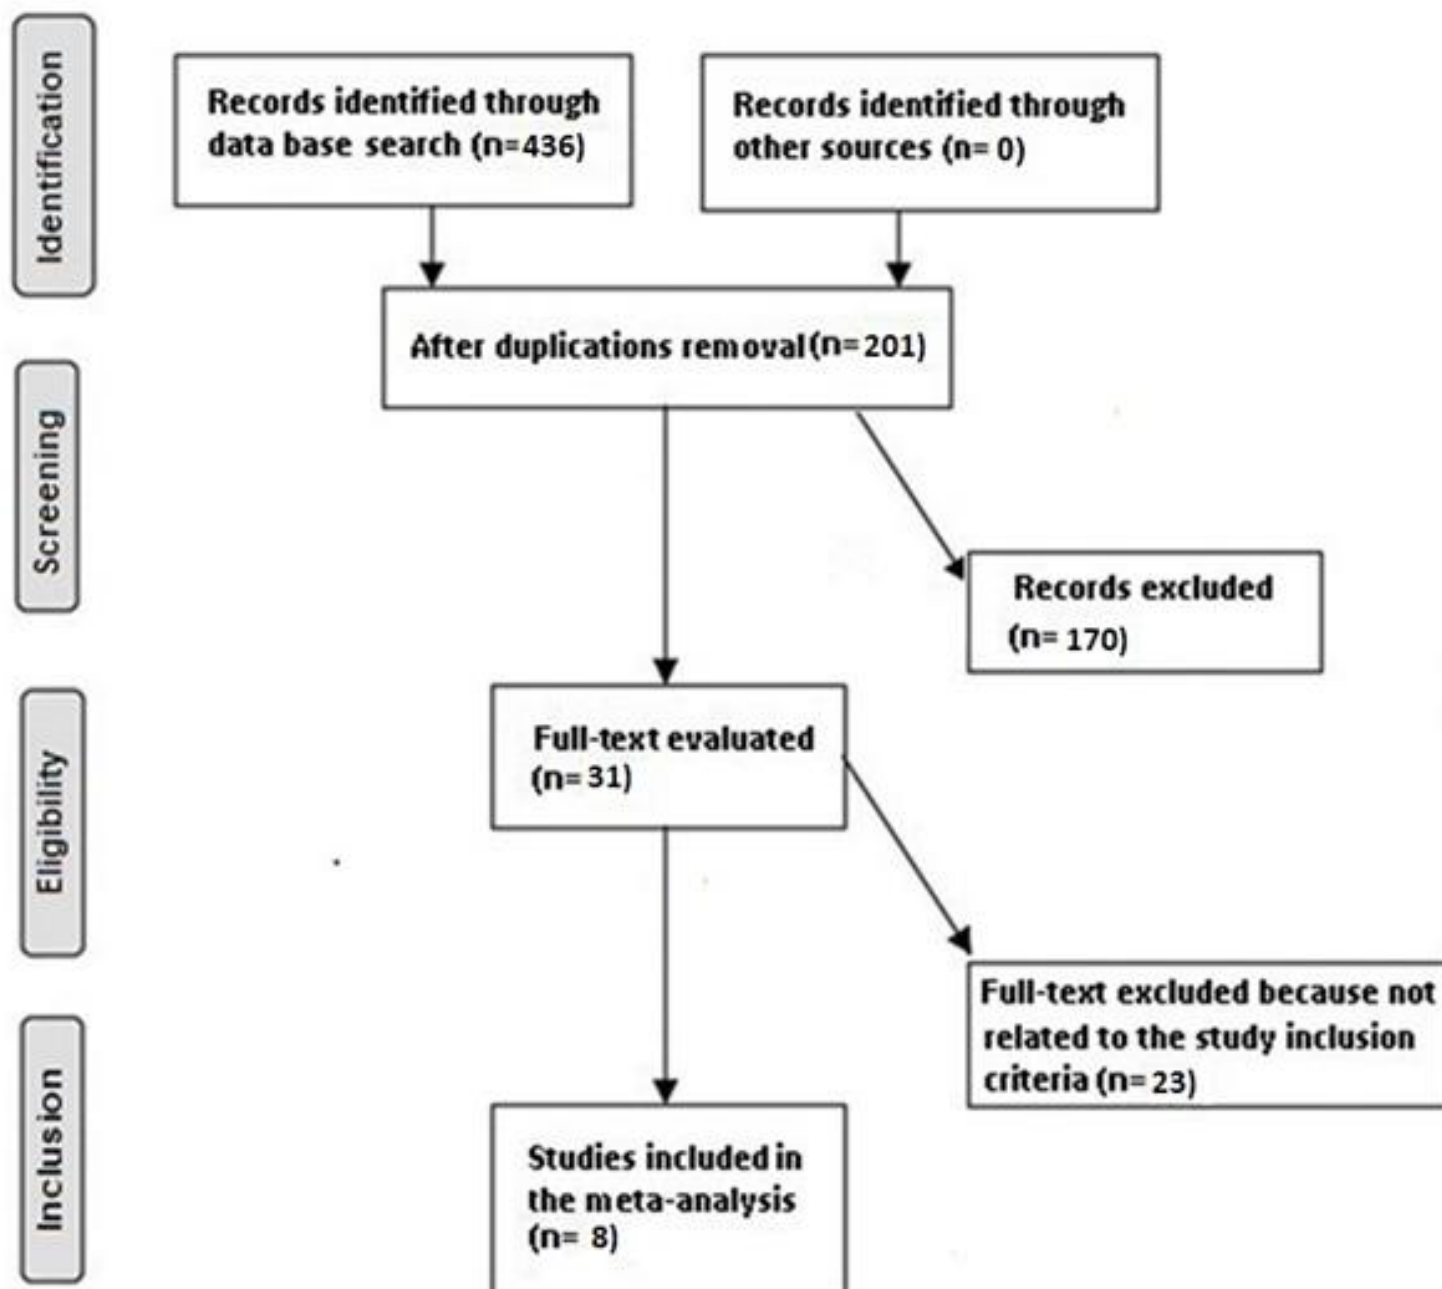 Identification
Records identified through
data base search (n=436)
Records identified through
other sources (n= 0)
After duplications removal(n=201)
Screening
Records excluded
(n= 170)
Eligibility
Full-text evaluated
(n= 31)
Full-text excluded because not
related to the study inclusion
criteria (n= 23)
Inclusion
Studies included in
the meta-analysis
(n= 8)